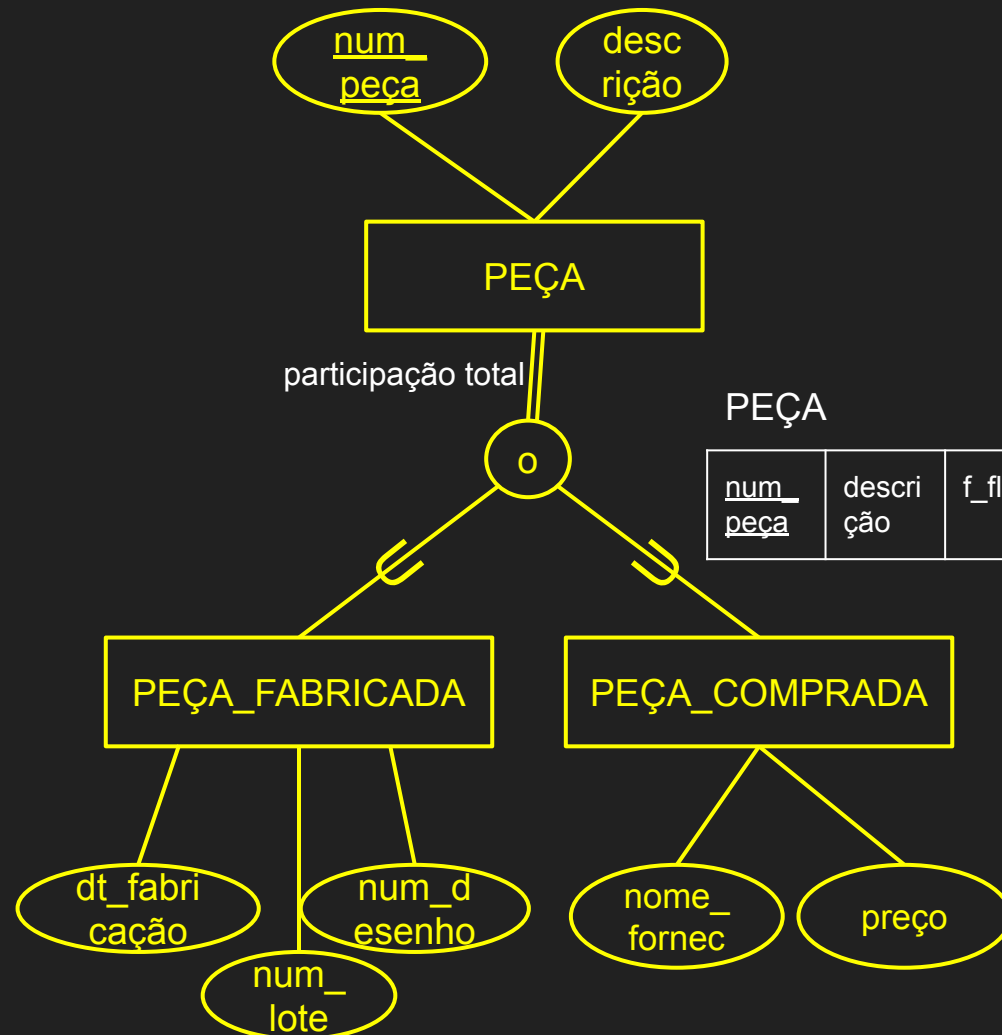 num_
peça
desc
rição
PEÇA
participação total
o
PEÇA
num_
peça
descri
ção
f_fl
PEÇA_FABRICADA
PEÇA_COMPRADA
dt_fabri
cação
num_
lote
num_d
esenho
nome_
fornec
preço